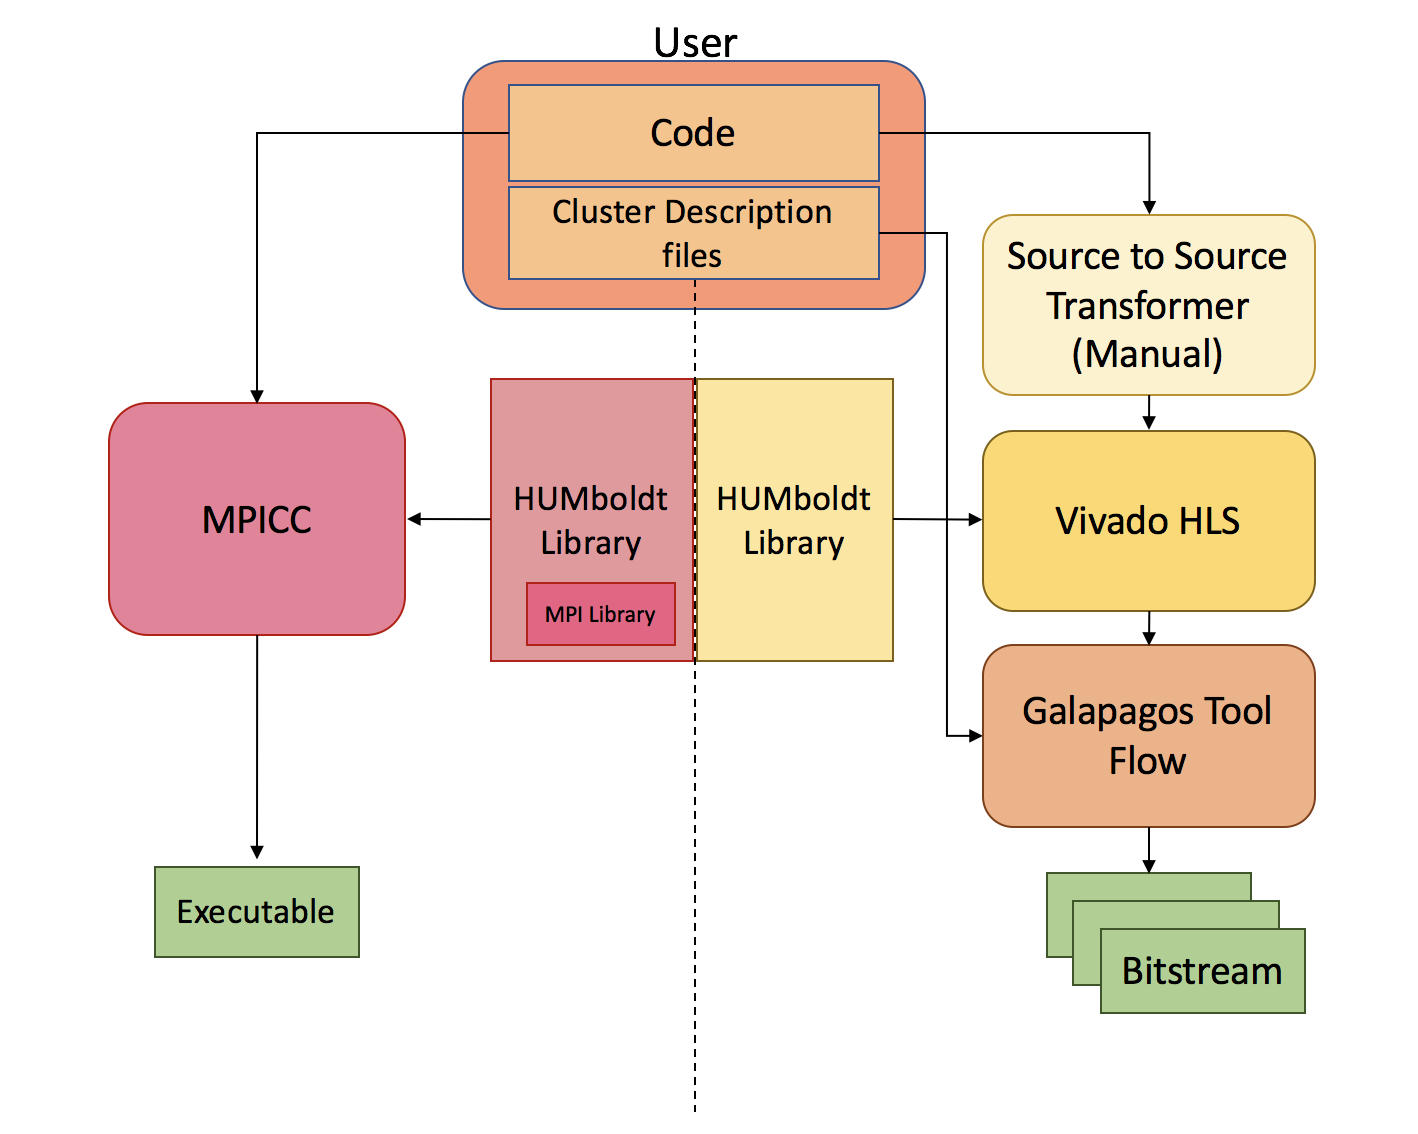 User
Code
Cluster Description
files
Source to Source
Transformer
(Manual)
MPICC
HUMboldt
Library
MPI Library
HUMboldt
Library
Vivado HLS
Galapagos Tool
Flow
Executable
Bitstream